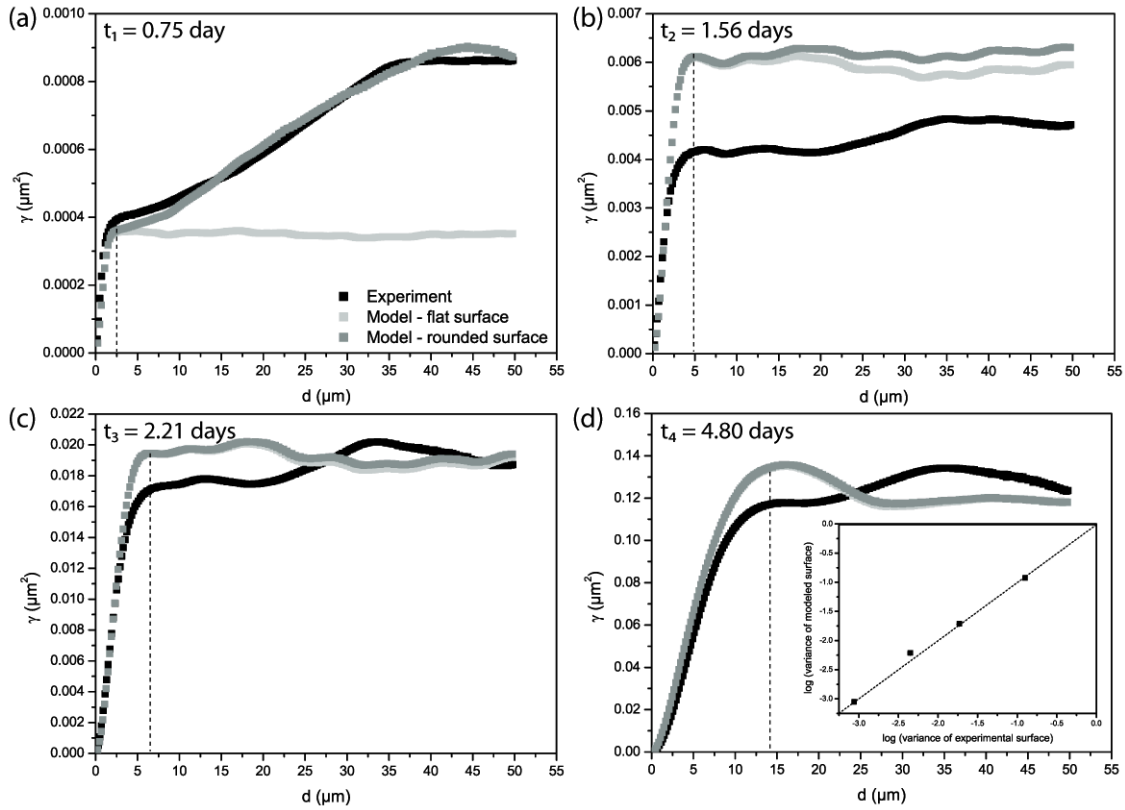 (a)
t₁ = 0.75 day
0.0010
0.0008
0.0006
0.0004
0.0002
0.0000
γ (µm²)
0 5 10 15 20 25 30 35 40 45 50 55
d (µm)
Experiment
Model - flat surface
Model - rounded surface
(b)
t₂ = 1.56 days
0.007
0.006
0.005
0.004
0.003
0.002
0.001
0.000
γ (µm²)
0 5 10 15 20 25 30 35 40 45 50 55
d (µm)
(c)
t₃ = 2.21 days
0.022
0.020
0.018
0.016
0.014
0.012
0.010
0.008
0.006
0.004
0.002
0.000
γ (µm²)
0 5 10 15 20 25 30 35 40 45 50 55
d (µm)
(d)
t₄ = 4.80 days
0.16
0.14
0.12
0.10
0.08
0.06
0.04
0.02
0.00
γ (µm²)
0 5 10 15 20 25 30 35 40 45 50 55
d (µm)
0.0
-0.5
-1.0
-1.5
-2.0
-2.5
-3.0
log (variance of modeled surface)
-3.0 -2.5 -2.0 -1.5 -1.0 -0.5 0.0
log (variance of experimental surface)